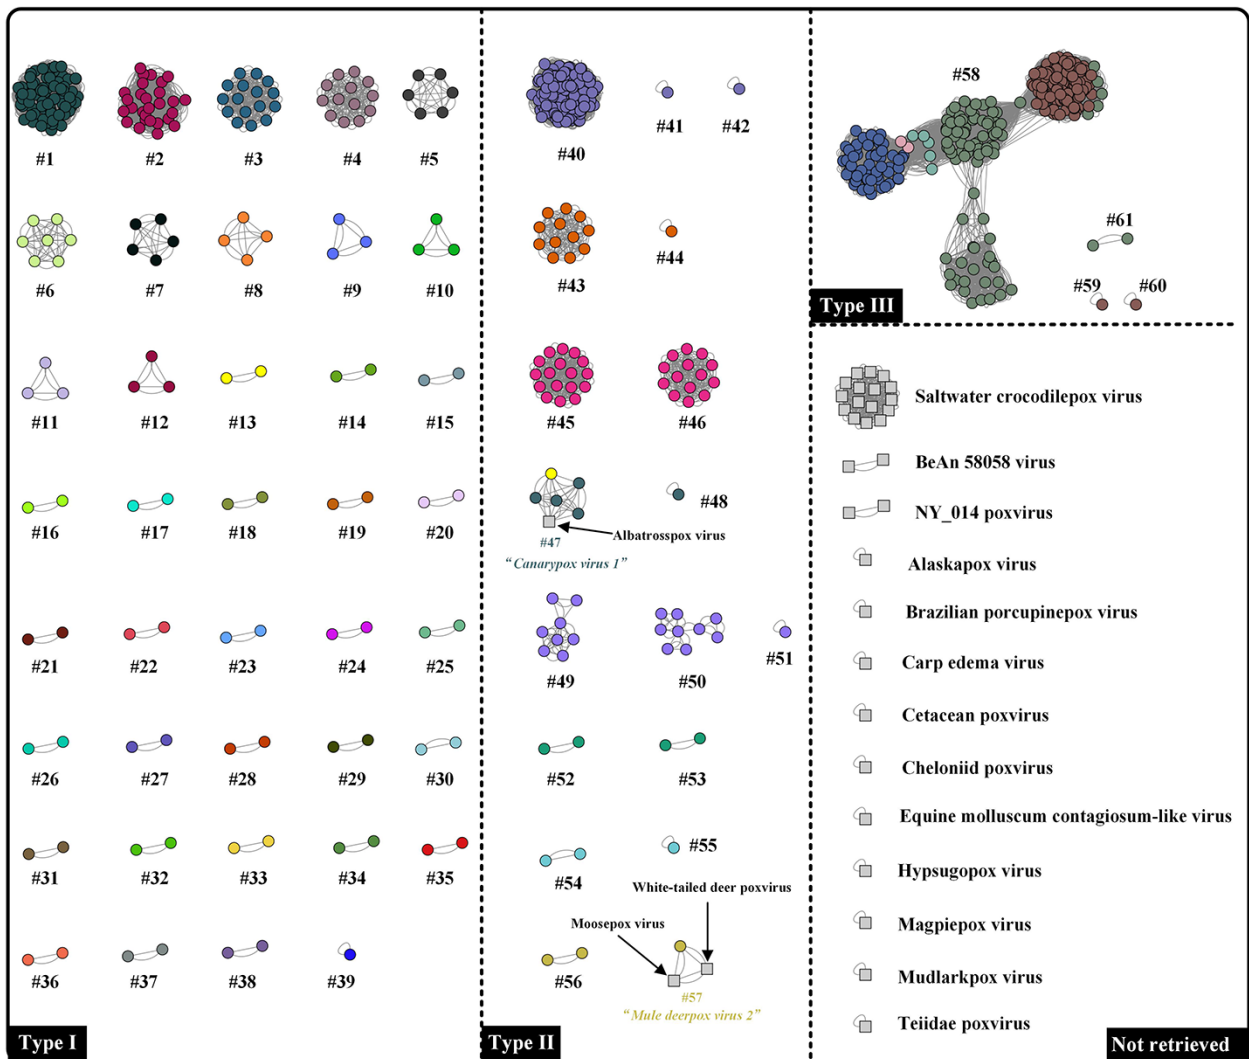 #1 #2 #3 #4 #5
#6 #7 #8 #9 #10
#11 #12 #13 #14 #15
#16 #17 #18 #19 #20
#21 #22 #23 #24 #25
#26 #27 #28 #29 #30
#31 #32 #33 #34 #35
#36 #37 #38 #39
Type I
#40 #41 #42
#43 #44
#45 #46
#48
Albatrosspox virus
#47
“Canarypox virus 1”
#49 #50 #51
#52 #53
#54 #55
White-tailed deer poxvirus
Moosepox virus
#56 #57
“Mule deerpox virus 2”
Type II
#58
#61
#59 #60
Type III
Saltwater crocodilepox virus
BeAn 58058 virus
NY_014 poxvirus
Alaskapox virus
Brazilian porcupinepox virus
Carp edema virus
Cetacean poxvirus
Cheloniid poxvirus
Equine molluscum contagiosum-like virus
Hypsugopox virus
Magpiepox virus
Mudlarkpox virus
Teiidae poxvirus
Not retrieved